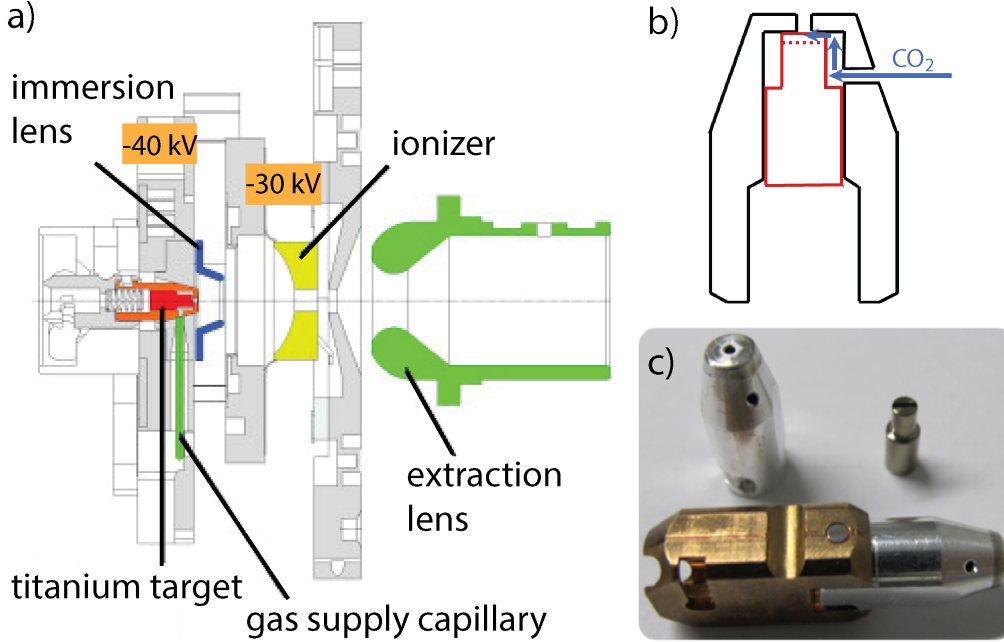 a)
immersion
lens
-40 kV
-30 kV
ionizer
extraction
lens
titanium target
gas supply capillary
b)
CO₂
c)